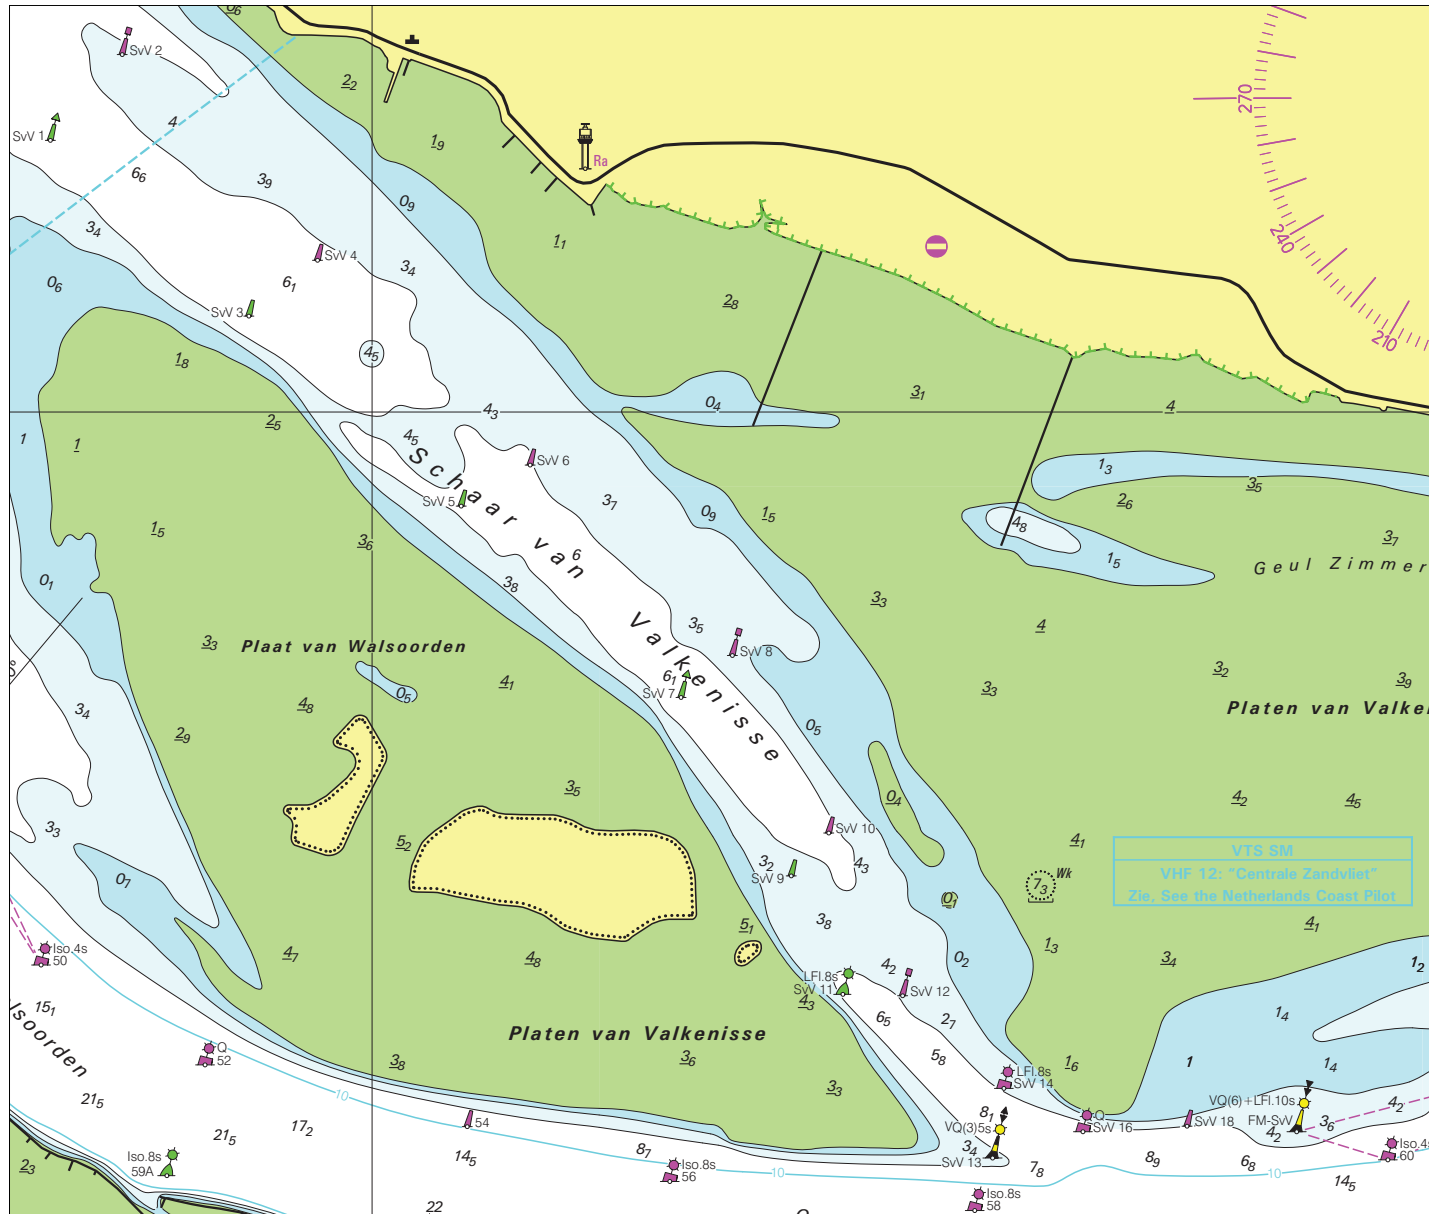 0₆
SvV 2
2₂
270
SvV 1
4
1₉
Ra
6₆
3₉
0₉
3₄
1₁
240
SvV 4
3₄
0₆
6₁
2₈
SvV 3
210
4₅
1₈
3₁
0₄
4₃
4
2₅
4₅
1
1
SvV 6
1₃
3₅
2₆
SvV 5
3₇
0₉
1₅
4₈
1₅
3₆
3₇
6
1₅
Geul Zimmer
Schaar van Valkenisse
0₁
3₈
3₃
3₅
4
3₃
Plaat van Walsoorden
SvV 8
3₂
6₁
SvV 7
4₁
3₃
3₉
0₅
4₈
3₄
Platen van Valke
2₉
0₅
3₅
0₄
4₂
4₅
3₃
SvV 10
5₂
4₁
VTS SM
VHF 12: "Centrale Zandvliet"
Zie, See the Netherlands Coast Pilot
3₂
SvV 9
4₃
0₁
7₃
Wk
0₁
3₈
5₁
4₁
1₃
Iso.4s
50
4₇
4₈
4₂
0₂
3₄
1₂
LFl.8s
SvV 11
4₃
SvV 12
15₁
6₅
2₇
1₄
lsoorden
Platen van Valkenisse
Q
52
3₈
3₆
5₈
1₆
1
1₄
LFl.8s
SvV 14
3₃
21₅
10
VQ(6)+LFl.10s
FM-SvV
4₂
8₁
Q
SvV 16
SvV 18
3₆
54
17₂
21₅
VQ(3)5s
SvV 13
3₄
4₂
Iso.4s
60
8₇
14₅
Iso.8s
59A
2₃
Iso.8s
56
10
7₈
8₉
6₈
10
14₅
Iso.8s
58
22